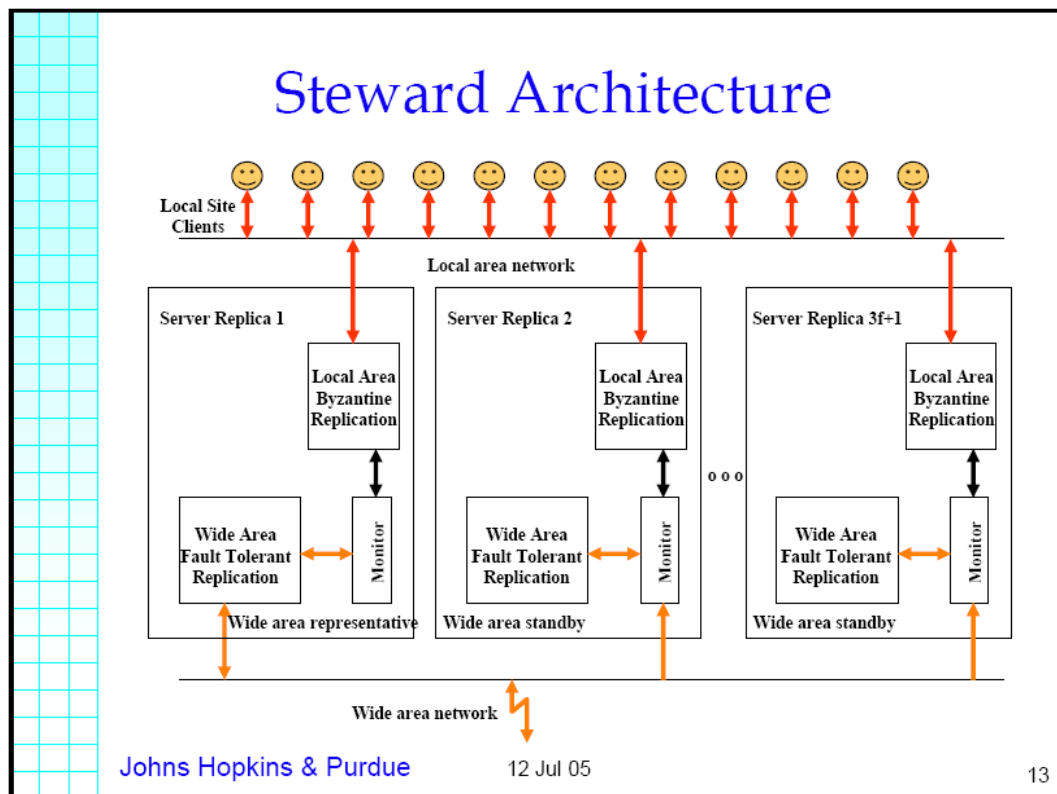 Steward Architecture
Local Site
Clients
Local area network
Server Replica 1
Local Area
Byzantine
Replication
Wide Area
Fault Tolerant
Replication
Monitor
Wide area representative
Server Replica 2
Local Area
Byzantine
Replication
Wide Area
Fault Tolerant
Replication
Monitor
Wide area standby
o o o
Server Replica 3f+1
Local Area
Byzantine
Replication
Wide Area
Fault Tolerant
Replication
Monitor
Wide area standby
Wide area network
Johns Hopkins & Purdue
12 Jul 05
13